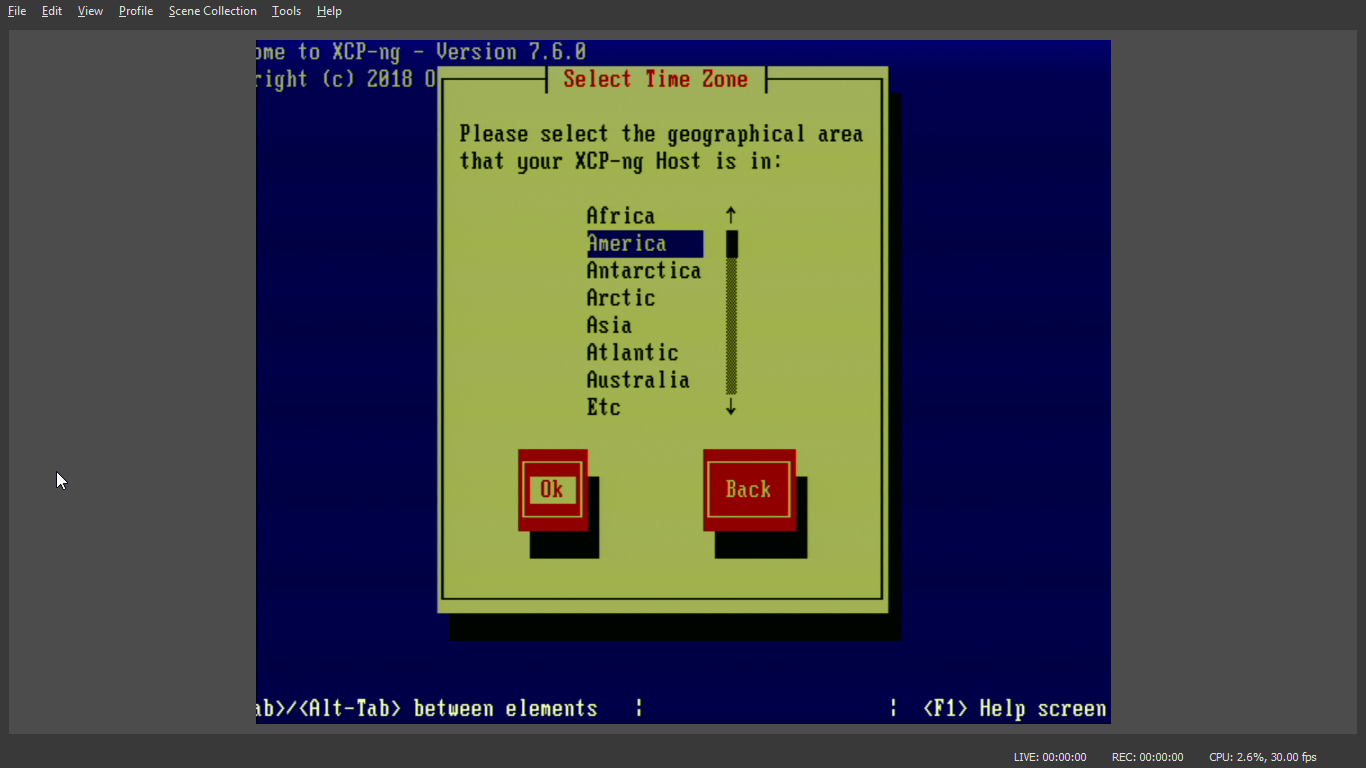 File Edit View Profile Scene Collection Tools Help
ome to XCP-ng - Version 7.6.0
right (c) 2018 O
Select Time Zone
Please select the geographical area
that your XCP-ng Host is in:
Africa
America
Antarctica
Arctic
Asia
Atlantic
Australia
Etc
Ok Back
ab>/<Alt-Tab> between elements ¦ ¦ <F1> Help screen
LIVE: 00:00:00 REC: 00:00:00 CPU: 2.6%, 30.00 fps